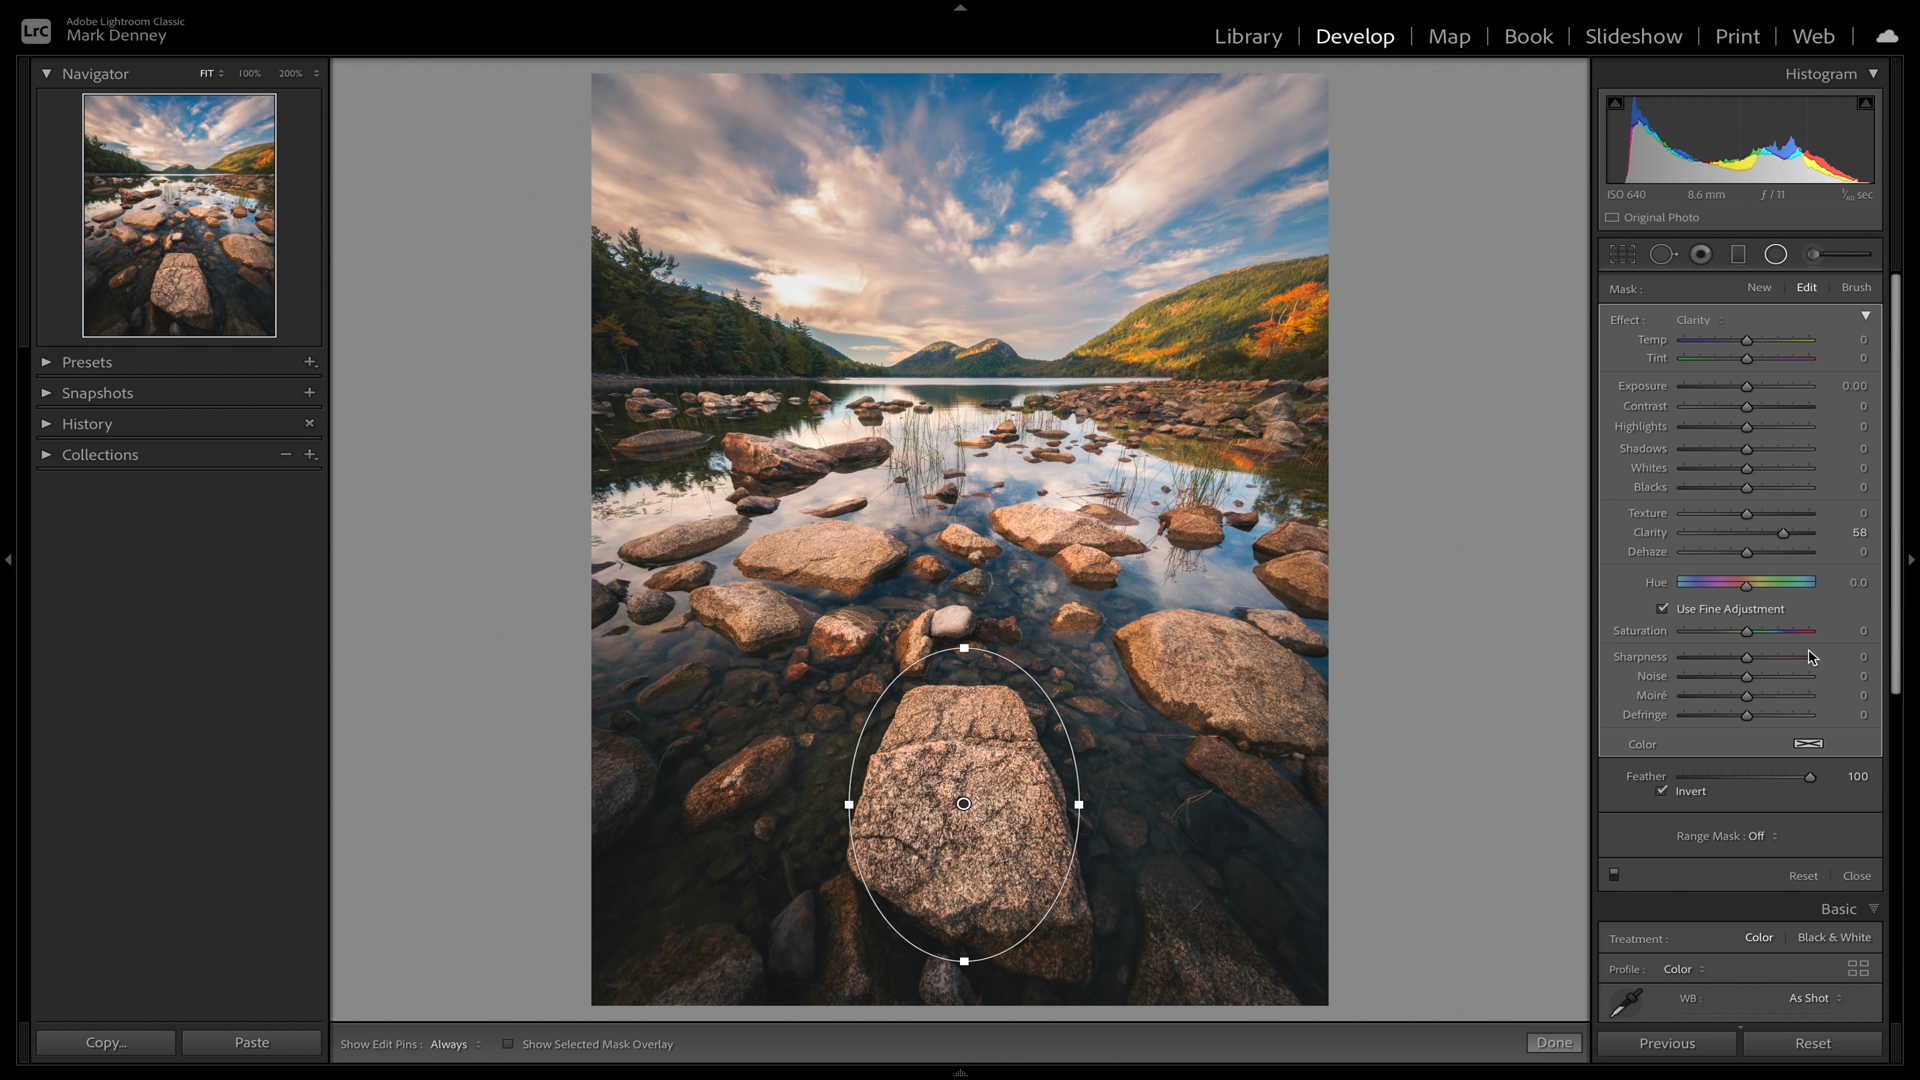 LrC
Adobe Lightroom Classic
Mark Denney
Library | Develop | Map | Book | Slideshow | Print | Web
Navigator FIT 100% 200%
Presets
Snapshots
History
Collections
Copy... Paste
Show Edit Pins : Always Show Selected Mask Overlay Done
Histogram
ISO 640 8.6 mm ƒ / 11 1/60 sec
Original Photo
Mask : New Edit Brush
Effect : Clarity
Temp 0
Tint 0
Exposure 0.00
Contrast 0
Highlights 0
Shadows 0
Whites 0
Blacks 0
Texture 0
Clarity 58
Dehaze 0
Hue 0.0
Use Fine Adjustment
Saturation 0
Sharpness 0
Noise 0
Moiré 0
Defringe 0
Color
Feather 100
Invert
Range Mask : Off
Reset Close
Basic
Treatment : Color Black & White
Profile : Color
WB : As Shot
Previous Reset